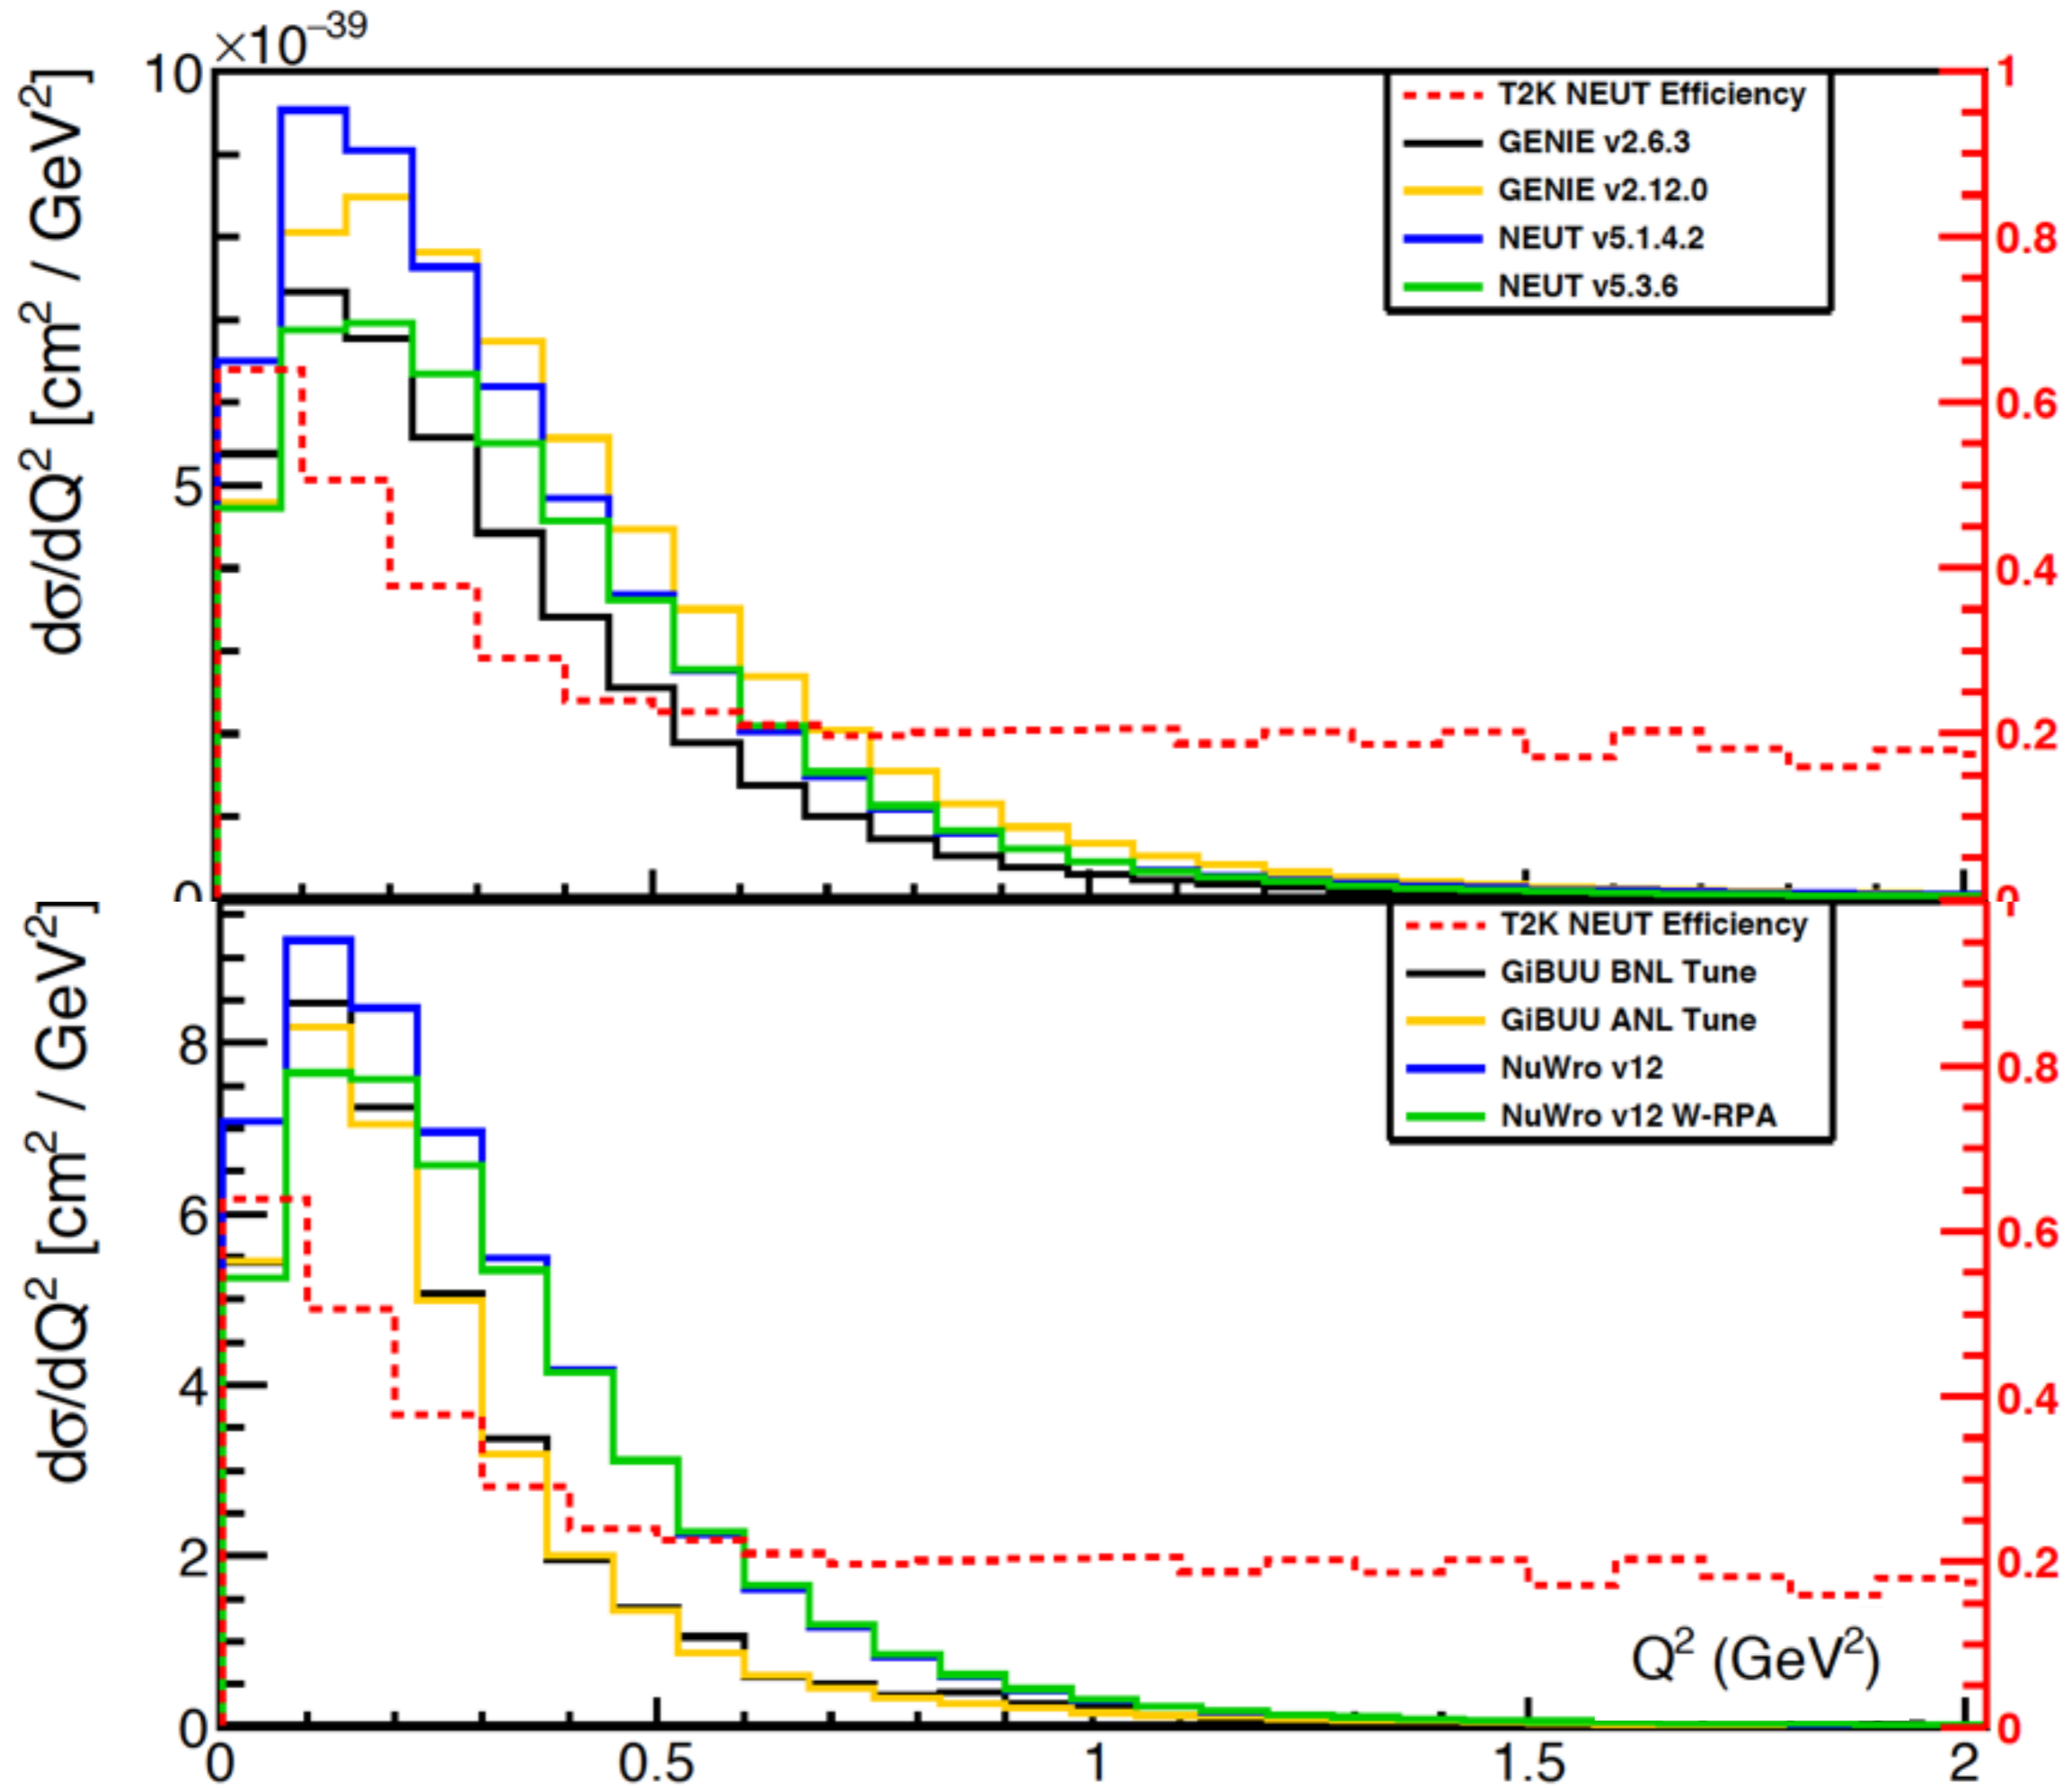 ×10⁻³⁹
10
5
0
dσ/dQ² [cm² / GeV²]
T2K NEUT Efficiency
GENIE v2.6.3
GENIE v2.12.0
NEUT v5.1.4.2
NEUT v5.3.6
1
0.8
0.6
0.4
0.2
0
8
6
4
2
0
dσ/dQ² [cm² / GeV²]
T2K NEUT Efficiency
GiBUU BNL Tune
GiBUU ANL Tune
NuWro v12
NuWro v12 W-RPA
0.8
0.6
0.4
0.2
0
Q² (GeV²)
0 0.5 1 1.5 2